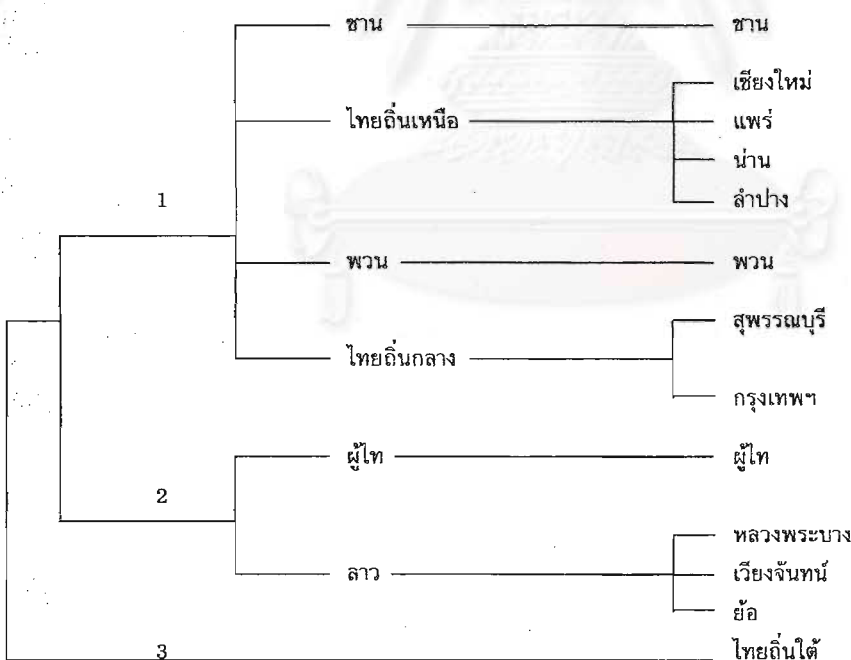 ชาน ชาน
เชียงใหม่
ไทยถิ่นเหนือ แพร่
น่าน
1 ลำปาง
พวน พวน
สุพรรณบุรี
ไทยถิ่นกลาง
กรุงเทพฯ
ผู้ไท ผู้ไท
2
หลวงพระบาง
ลาว เวียงจันทน์
ย้อ
3 ไทยถิ่นใต้